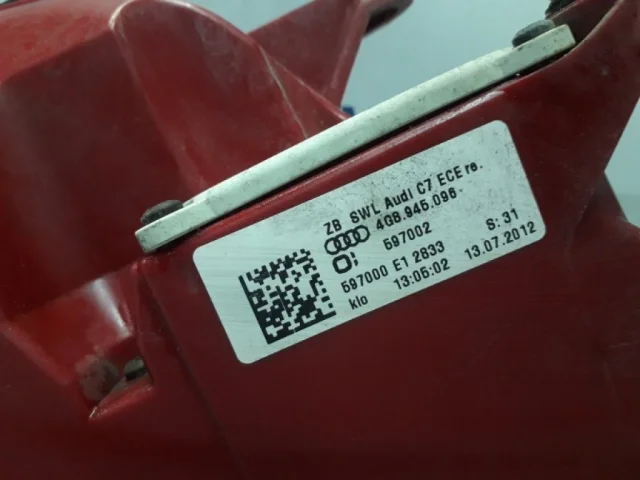 ZB SWL Audi C7 ECE re.
4G8.945.096-
597002
597000 E1 2833 S: 31
klo 13:05:02 13.07.2012